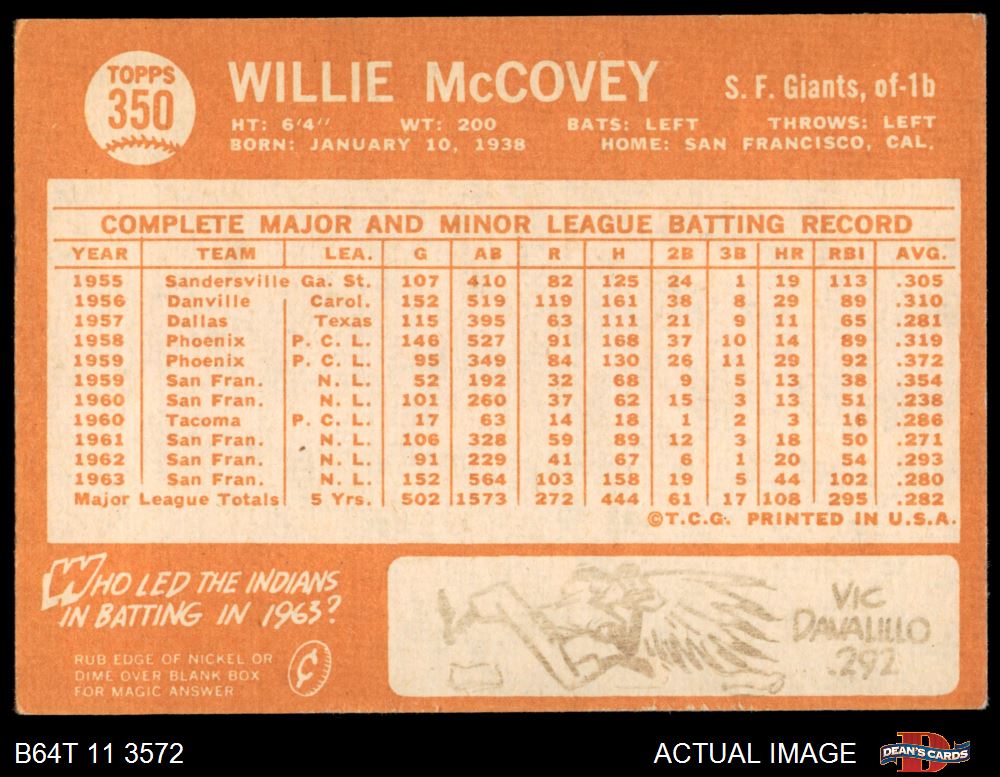 TOPPS
350
WILLIE McCOVEY
S. F. Giants, of-1b
HT: 6'4" WT: 200 BATS: LEFT THROWS: LEFT
BORN: JANUARY 10, 1938 HOME: SAN FRANCISCO, CAL.
COMPLETE MAJOR AND MINOR LEAGUE BATTING RECORD
YEAR TEAM LEA. G AB R H 2B 3B HR RBI AVG.
1955 Sandersville Ga. St. 107 410 82 125 24 1 19 113 .305
1956 Danville Carol. 152 519 119 161 38 8 29 89 .310
1957 Dallas Texas 115 395 63 111 21 9 11 65 .281
1958 Phoenix P. C. L. 146 527 91 168 37 10 14 89 .319
1959 Phoenix P. C. L. 95 349 84 130 26 11 29 92 .372
1959 San Fran. N. L. 52 192 32 68 9 5 13 38 .354
1960 San Fran. N. L. 101 260 37 62 15 3 13 51 .238
1960 Tacoma P. C. L. 17 63 14 18 1 2 3 16 .286
1961 San Fran. N. L. 106 328 59 89 12 3 18 50 .271
1962 San Fran. N. L. 91 229 41 67 6 1 20 54 .293
1963 San Fran. N. L. 152 564 103 158 19 5 44 102 .280
Major League Totals 5 Yrs. 502 1573 272 444 61 17 108 295 .282
©T.C.G. PRINTED IN U.S.A.
WHO LED THE INDIANS
IN BATTING IN 1963?
RUB EDGE OF NICKEL OR
DIME OVER BLANK BOX
FOR MAGIC ANSWER
VIC
DAVALILLO
.292
B64T 11 3572
ACTUAL IMAGE
DEAN'S CARDS